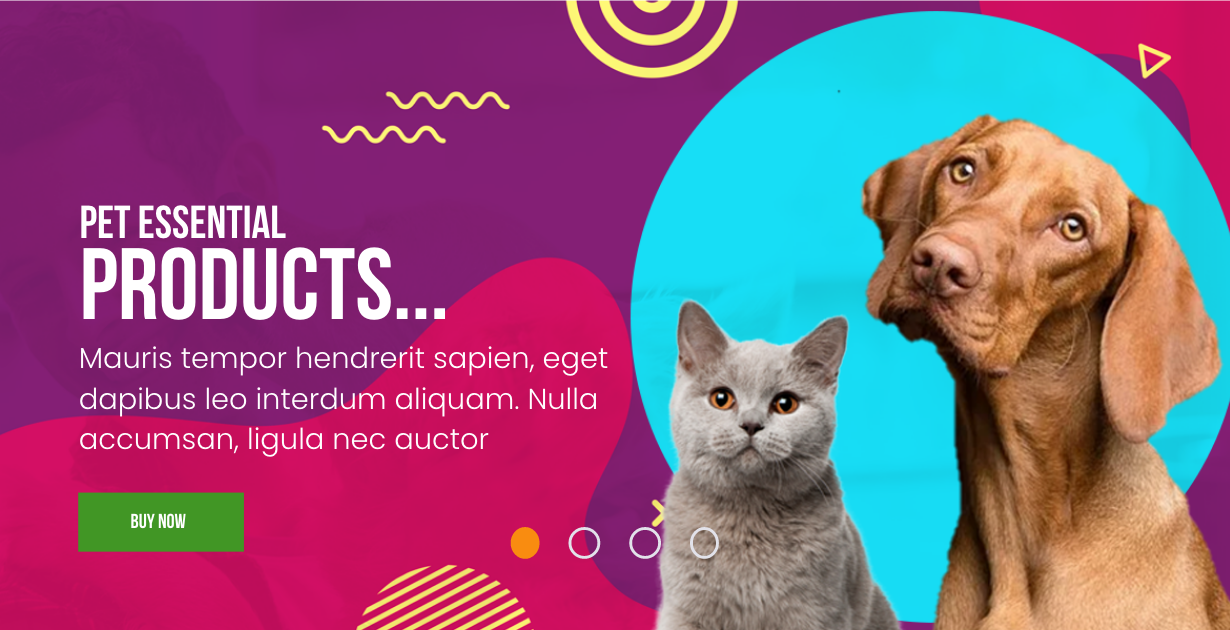 PET ESSENTIAL
PRODUCTS...
Mauris tempor hendrerit sapien, eget
dapibus leo interdum aliquam. Nulla
accumsan, ligula nec auctor
BUY NOW